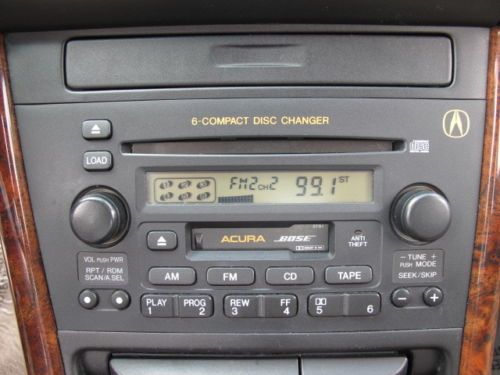 6-COMPACT DISC CHANGER
LOAD
FM2 CH2 99.1 ST
ACURA BOSE
ANTI
THEFT
VOL PUSH PWR
RPT / RDM
SCAN/A.SEL
AM FM CD TAPE
− TUNE +
PUSH MODE
SEEK/SKIP
PLAY PROG REW FF
1 2 3 4 5 6